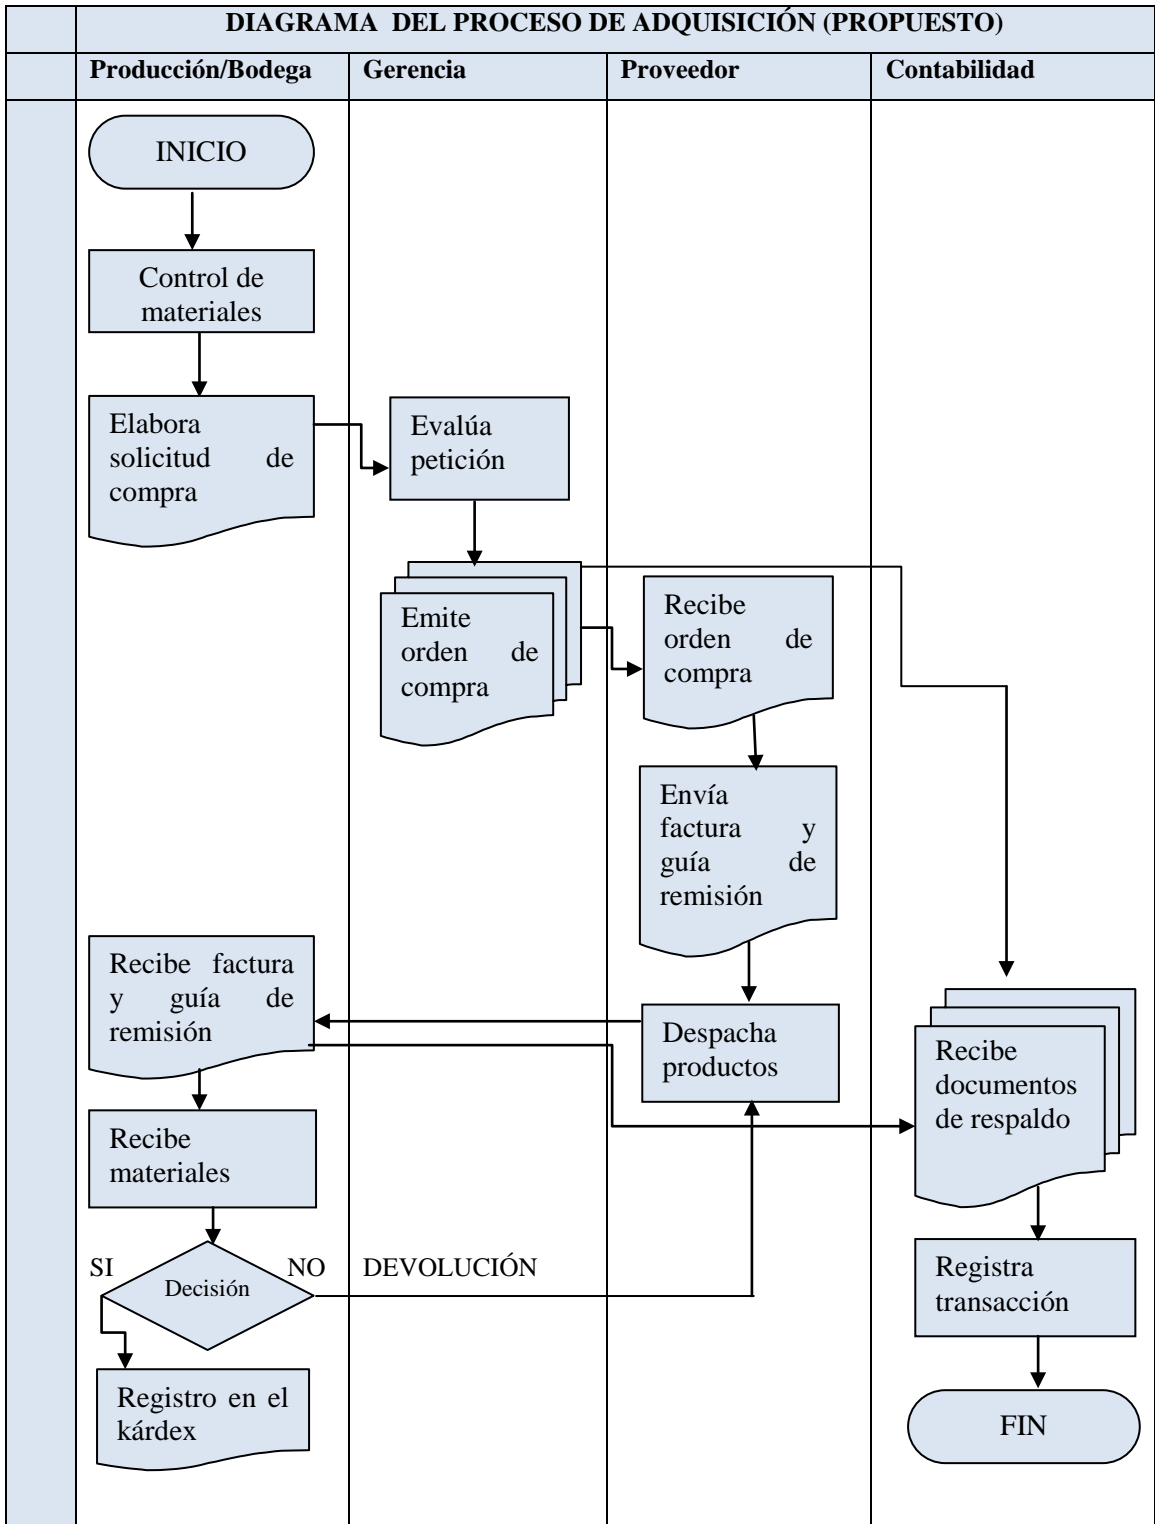 DIAGRAMA DEL PROCESO DE ADQUISICIÓN (PROPUESTO)
Producción/Bodega
Gerencia
Proveedor
Contabilidad
INICIO
Control de
materiales
Elabora
solicitud de
compra
Evalúa
petición
Emite
orden de
compra
Recibe
orden de
compra
Envía
factura y
guía de
remisión
Recibe factura
y guía de
remisión
Despacha
productos
Recibe
documentos
de respaldo
Recibe
materiales
SI
Decisión
NO
DEVOLUCIÓN
Registra
transacción
Registro en el
kárdex
FIN